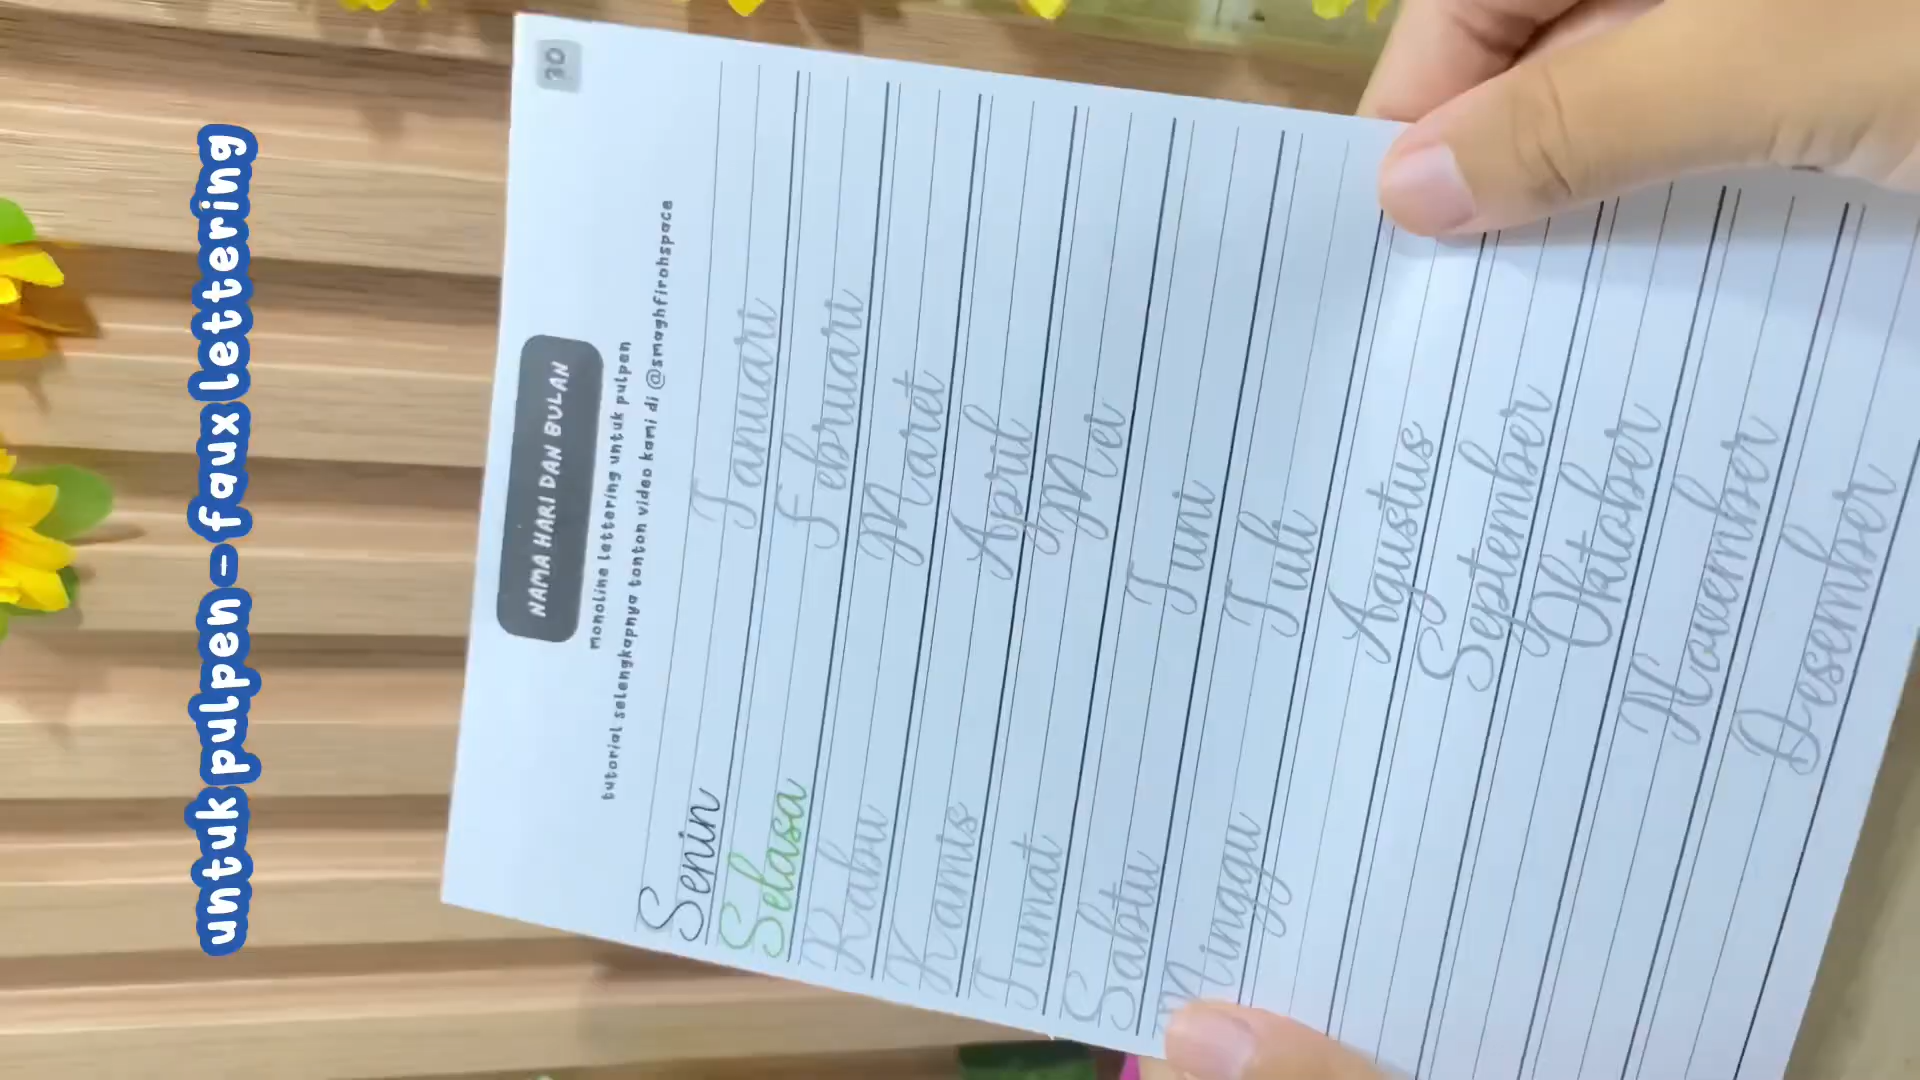 untuk pulpen - faux lettering
30
NAMA HARI DAN BULAN
monoline lettering untuk pulpen
tutorial selengkapnya tonton video kami di @smaghfirohspace
Senin Januari
Selasa Februari
Rabu Maret
Kamis April
Jumat Mei
Sabtu Juni
Minggu Juli
Agustus
September
Oktober
November
Desember